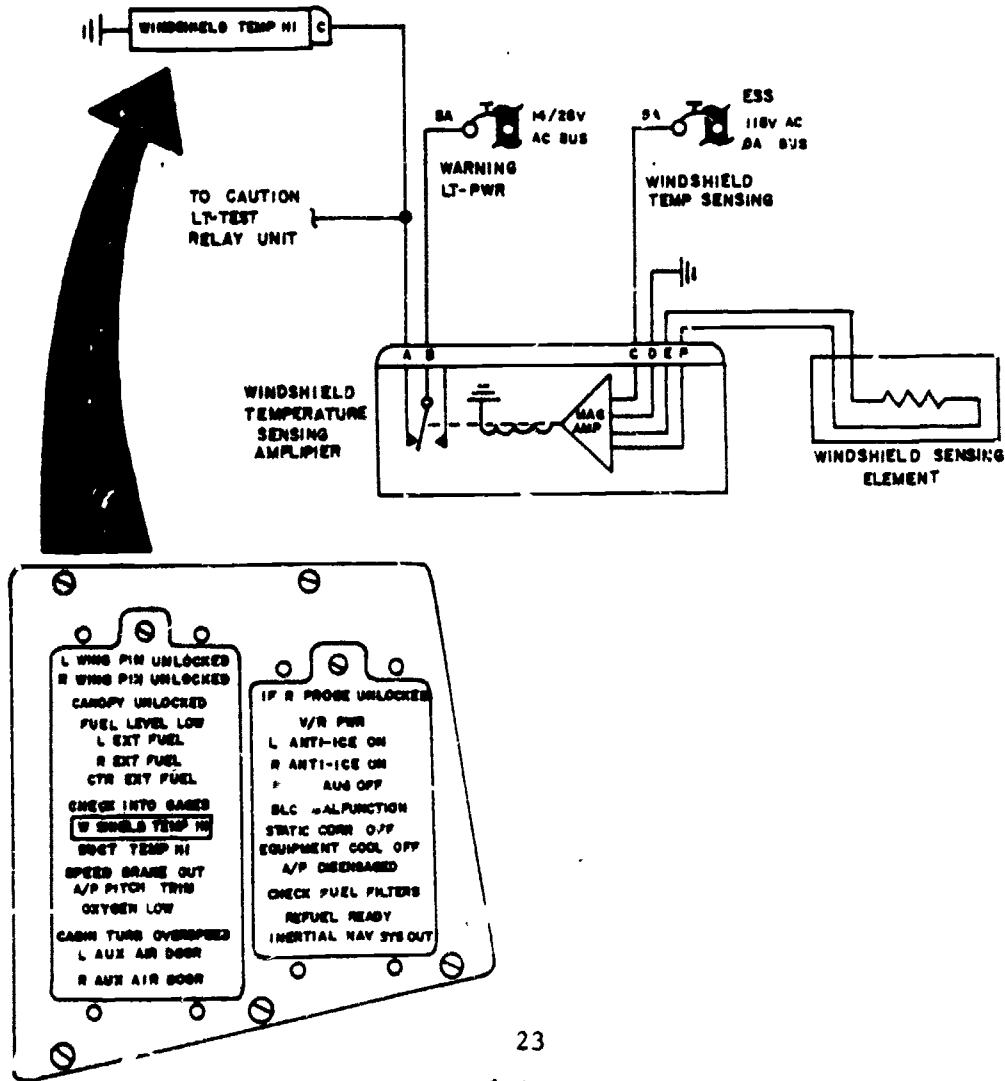 WINDSHIELD TEMP HI
C
5A
14/28V
AC BUS
WARNING
LT-PWR
5A
ESS
115V AC
ØA BUS
WINDSHIELD
TEMP SENSING
TO CAUTION
LT-TEST
RELAY UNIT
A B C D E F
WINDSHIELD
TEMPERATURE
SENSING
AMPLIFIER
MAG
AMP
WINDSHIELD SENSING
ELEMENT
L WING PIN UNLOCKED
R WING PIN UNLOCKED
CANOPY UNLOCKED
FUEL LEVEL LOW
L EXT FUEL
R EXT FUEL
CTR EXT FUEL
CHECK INTO GAGES
W SHIELD TEMP HI
DUCT TEMP HI
SPEED BRAKE OUT
A/P PITCH TRIM
OXYGEN LOW
CABIN TURB OVERSPEED
L AUX AIR DOOR
R AUX AIR DOOR
IF R PROBE UNLOCKED
V/R PWR
L ANTI-ICE ON
R ANTI-ICE ON
AUG OFF
BLC MALFUNCTION
STATIC CORR OFF
EQUIPMENT COOL OFF
A/P DISENGAGED
CHECK FUEL FILTERS
REFUEL READY
INERTIAL NAV SYS OUT
23